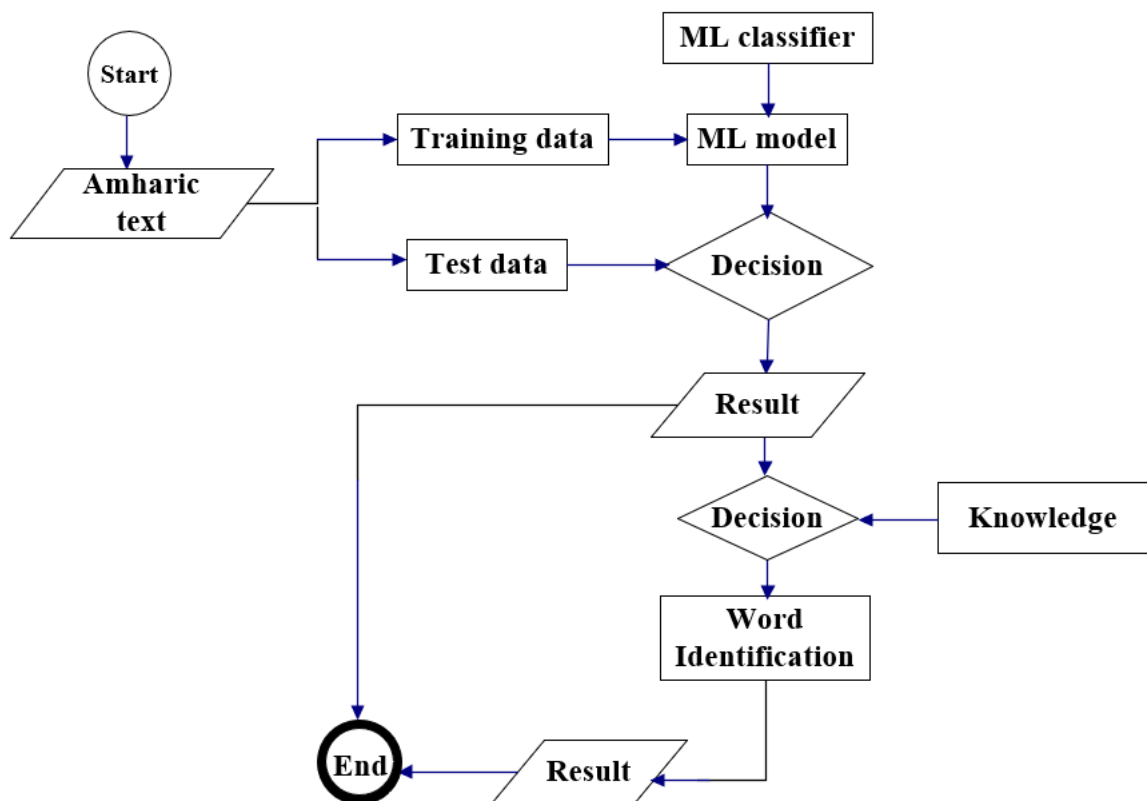 ML classifier
Start
Training data
ML model
Amharic
text
Test data
Decision
Result
Decision
Knowledge
Word
Identification
End
Result